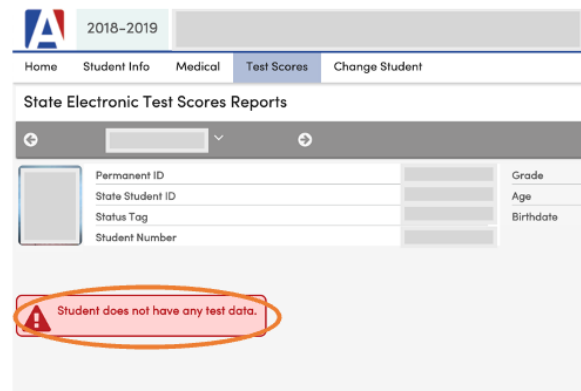 2018-2019
Home Student Info Medical Test Scores Change Student
State Electronic Test Scores Reports
Permanent ID Grade
State Student ID Age
Status Tag Birthdate
Student Number
Student does not have any test data.